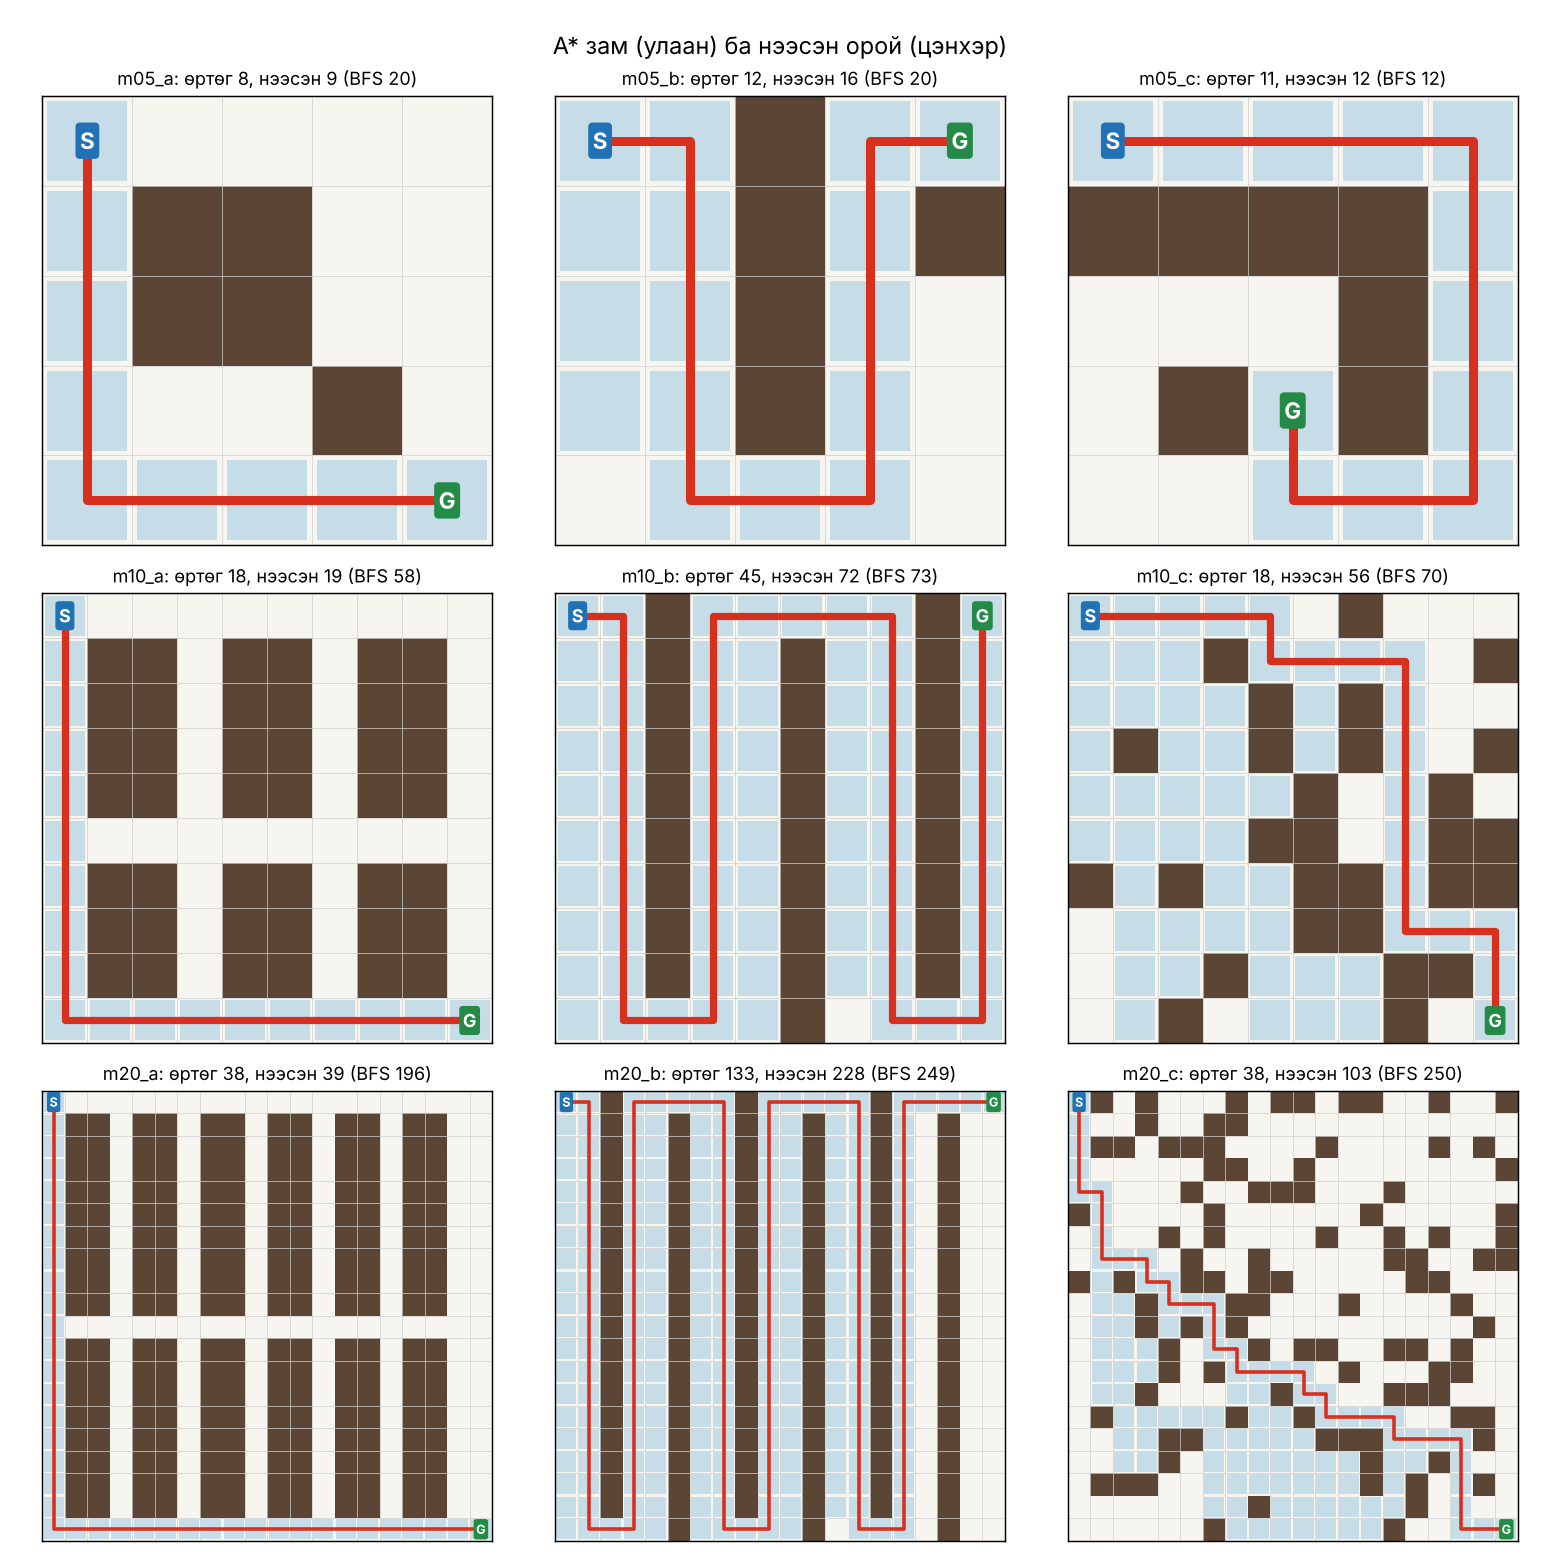 A* зам (улаан) ба нээсэн орой (цэнхэр)
m05_a: өртөг 8, нээсэн 9 (BFS 20)
m05_b: өртөг 12, нээсэн 16 (BFS 20)
m05_c: өртөг 11, нээсэн 12 (BFS 12)
S
S
G
S
G
G
m10_a: өртөг 18, нээсэн 19 (BFS 58)
m10_b: өртөг 45, нээсэн 72 (BFS 73)
m10_c: өртөг 18, нээсэн 56 (BFS 70)
S
S
G
S
G
G
m20_a: өртөг 38, нээсэн 39 (BFS 196)
m20_b: өртөг 133, нээсэн 228 (BFS 249)
m20_c: өртөг 38, нээсэн 103 (BFS 250)
S
S
G
S
G
G